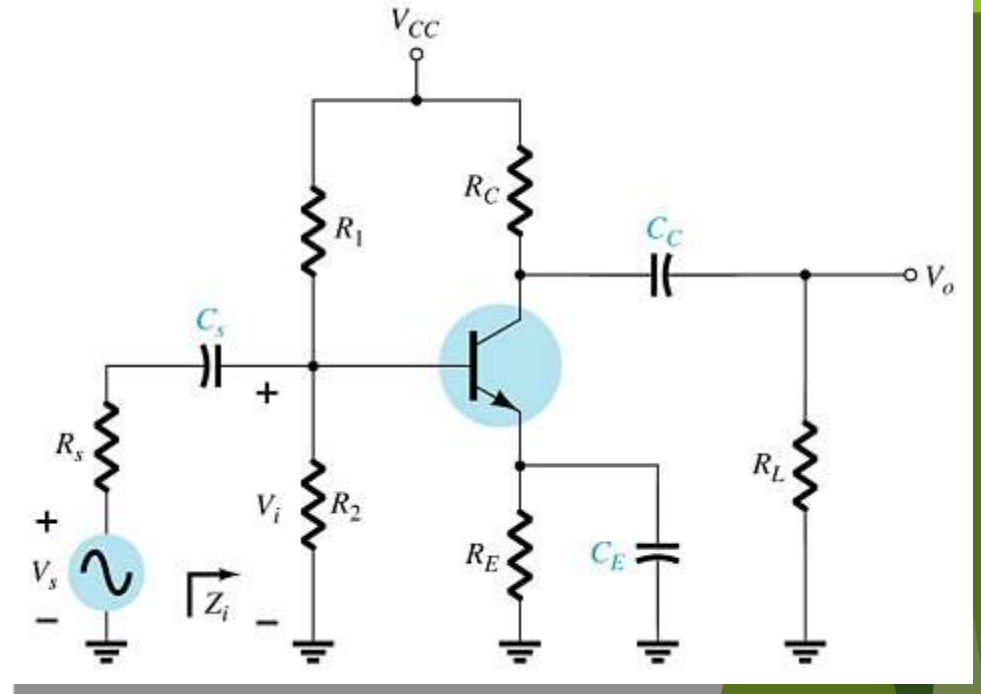 V_CC
R_C
R_1
C_C
V_o
C_s
+
R_s
R_L
V_i
R_2
+
R_E
C_E
V_s
Z_i
−
−